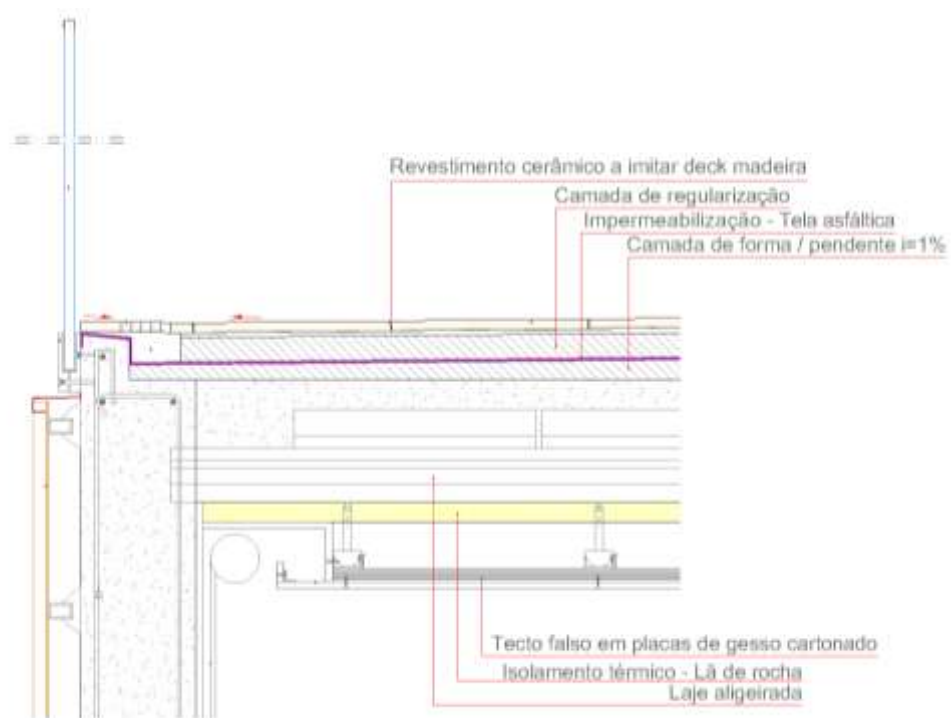 Revestimento cerâmico a imitar deck madeira
Camada de regularização
Impermeabilização - Tela asfáltica
Camada de forma / pendente i=1%
Tecto falso em placas de gesso cartonado
Isolamento térmico - Lã de rocha
Laje aligeirada